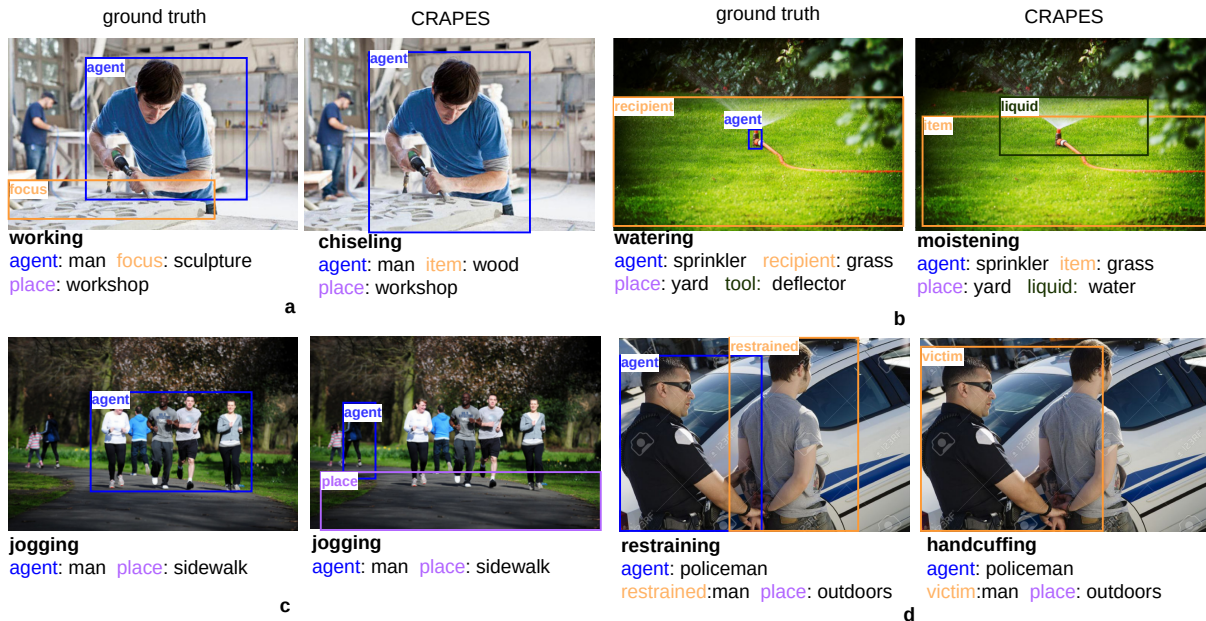 ground truth
CRAPES
ground truth
CRAPES
agent
focus
agent
recipient
agent
liquid
item
working
agent: man focus: sculpture
place: workshop
chiseling
agent: man item: wood
place: workshop
a
watering
agent: sprinkler recipient: grass
place: yard tool: deflector
moistening
agent: sprinkler item: grass
place: yard liquid: water
b
agent
agent
place
agent
restrained
victim
jogging
agent: man place: sidewalk
jogging
agent: man place: sidewalk
c
restraining
agent: policeman
restrained:man place: outdoors
handcuffing
agent: policeman
victim:man place: outdoors
d